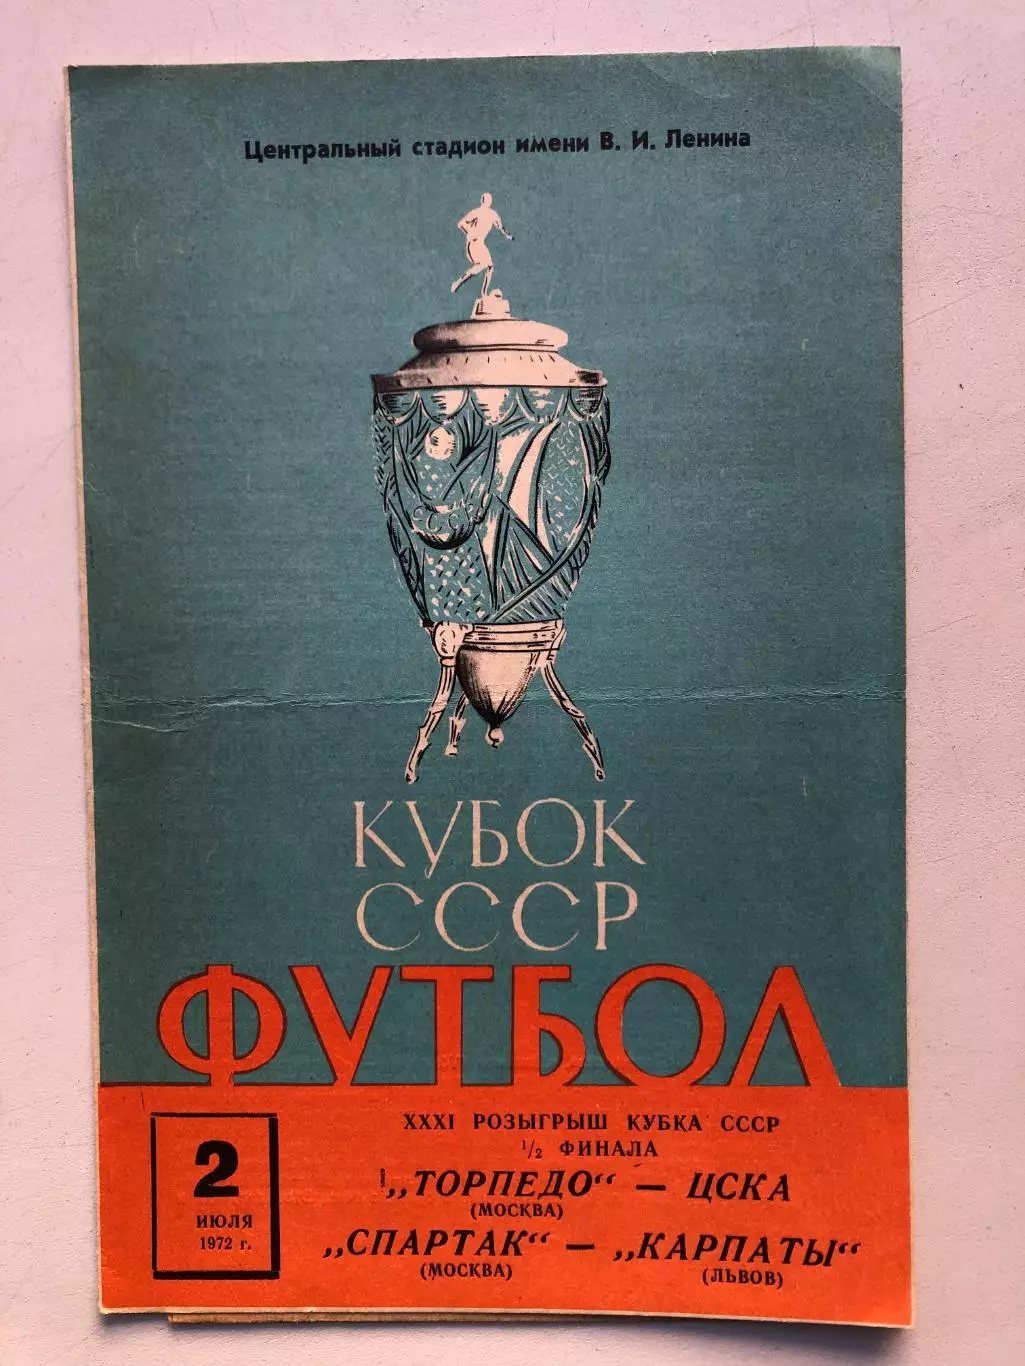 Центральный стадион имени В. И. Ленина
СССР
КУБОК
СССР
ФУТБОЛ
XXXI РОЗЫГРЫШ КУБКА СССР
1/2 ФИНАЛА
„ТОРПЕДО“ — ЦСКА
(МОСКВА)
„СПАРТАК“ — „КАРПАТЫ“
(МОСКВА) (ЛЬВОВ)
2
ИЮЛЯ
1972 г.